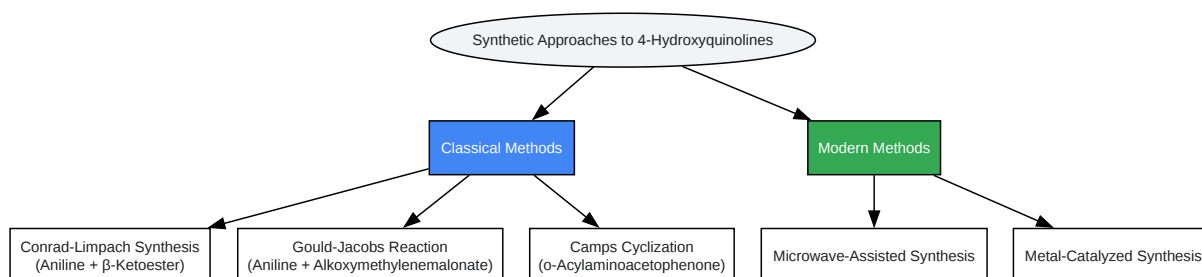 Synthetic Approaches to 4-Hydroxyquinolines
Classical Methods
Modern Methods
Conrad-Limpach Synthesis
(Aniline + β-Ketoester)
Gould-Jacobs Reaction
(Aniline + Alkoxymethylenemalonate)
Camps Cyclization
(o-Acylaminoacetophenone)
Microwave-Assisted Synthesis
Metal-Catalyzed Synthesis